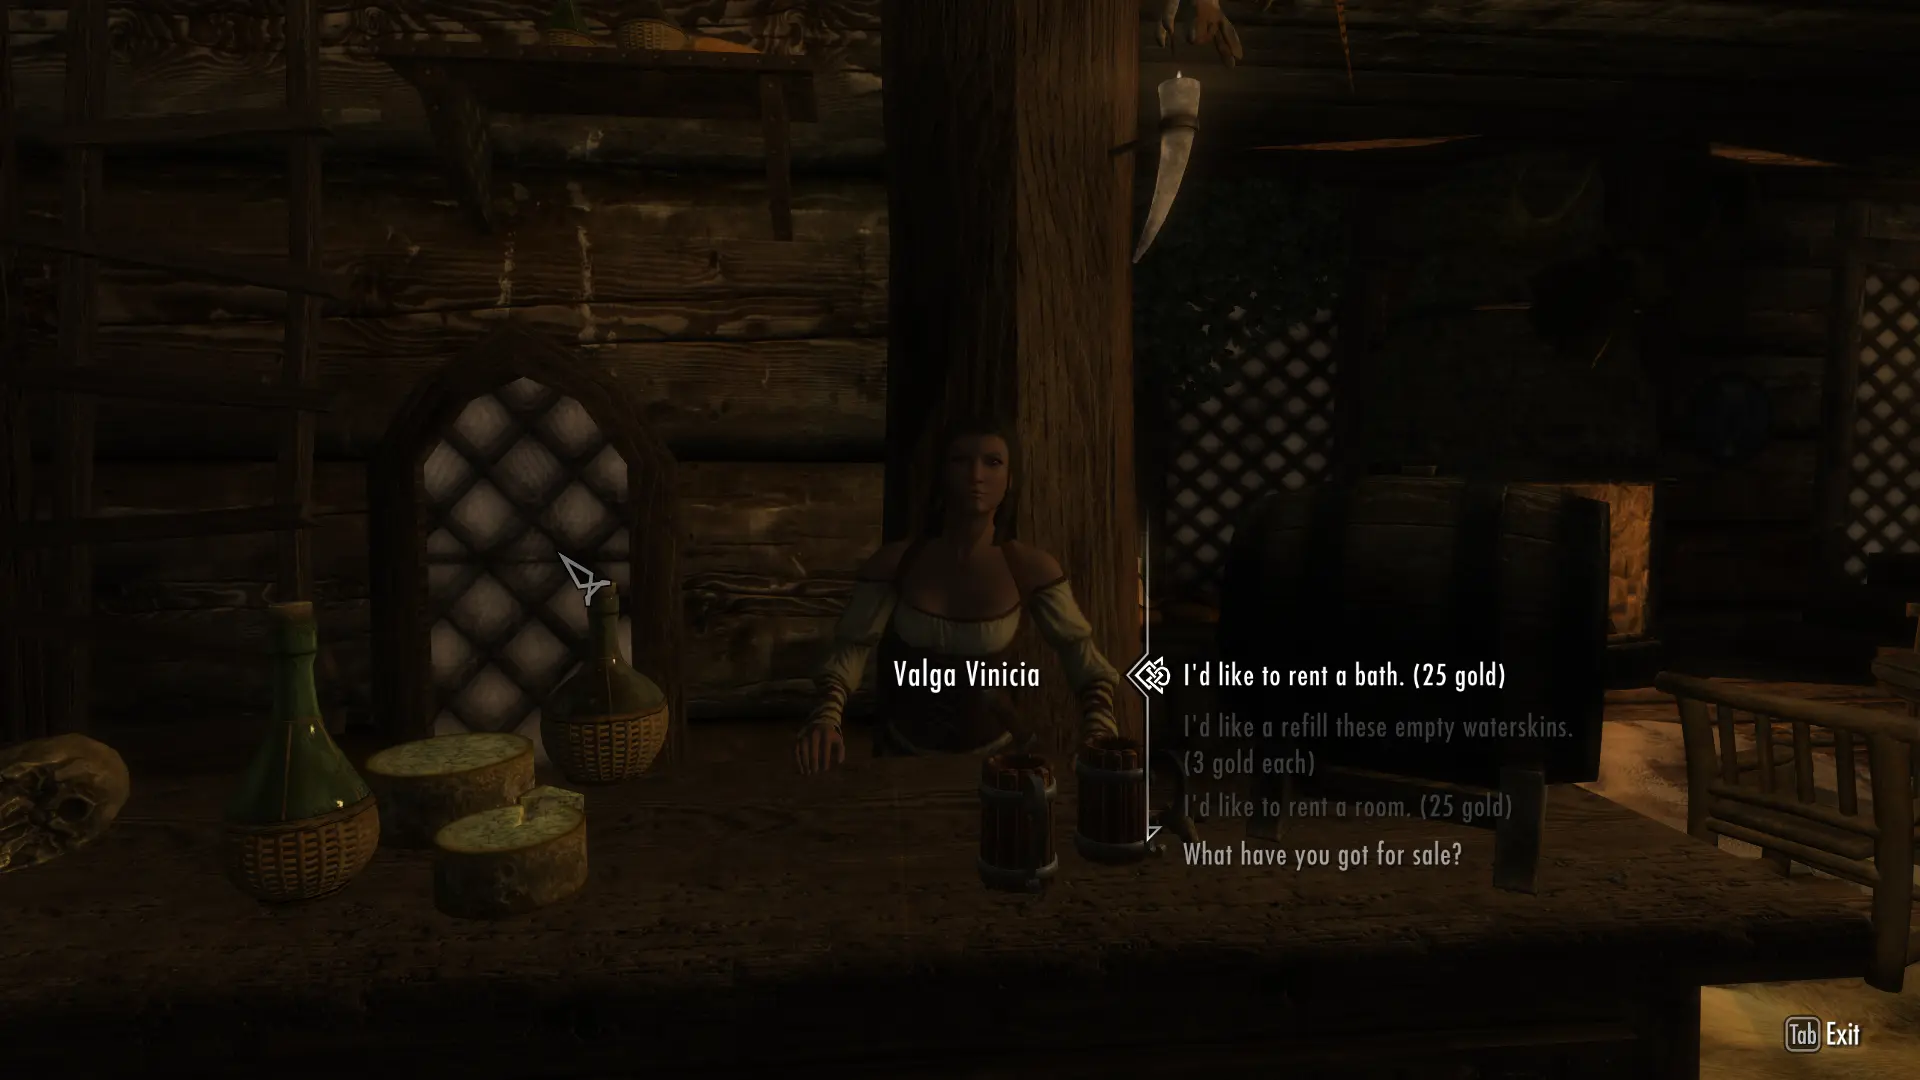 Valga Vinicia
I'd like to rent a bath. (25 gold)
I'd like a refill these empty waterskins.
(3 gold each)
I'd like to rent a room. (25 gold)
What have you got for sale?
Tab Exit